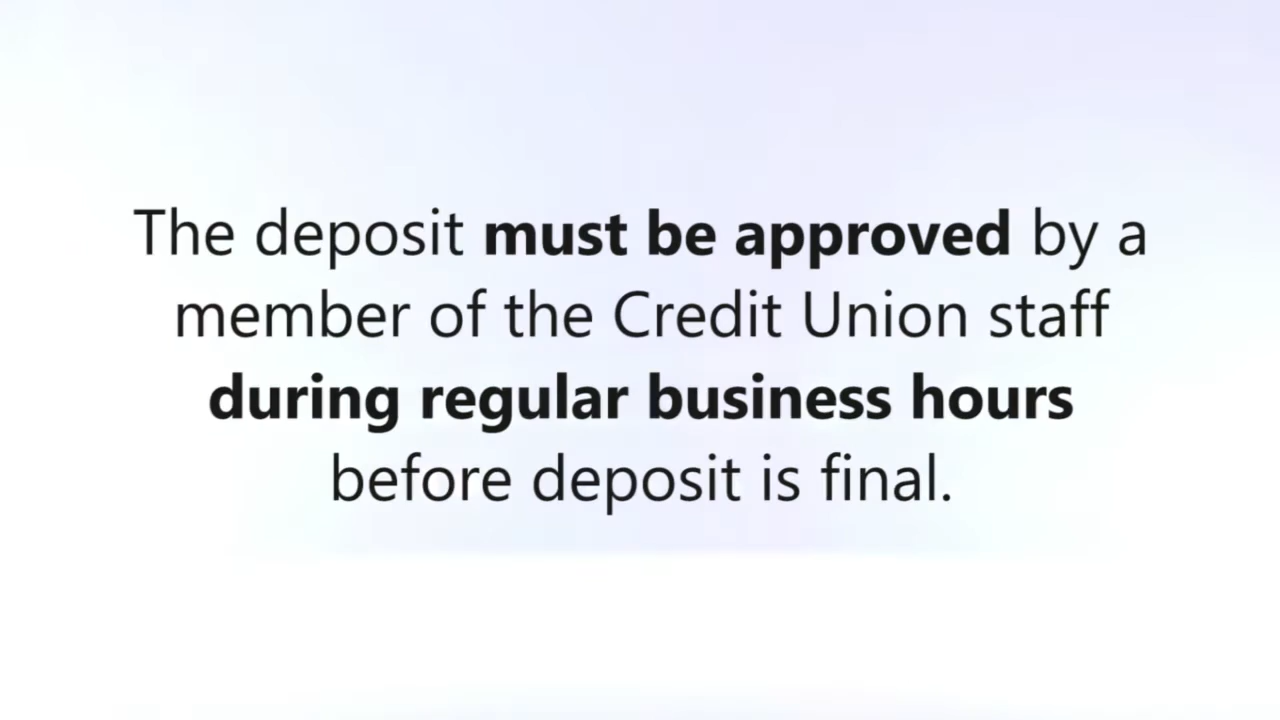 The deposit must be approved by a
member of the Credit Union staff
during regular business hours
before deposit is final.